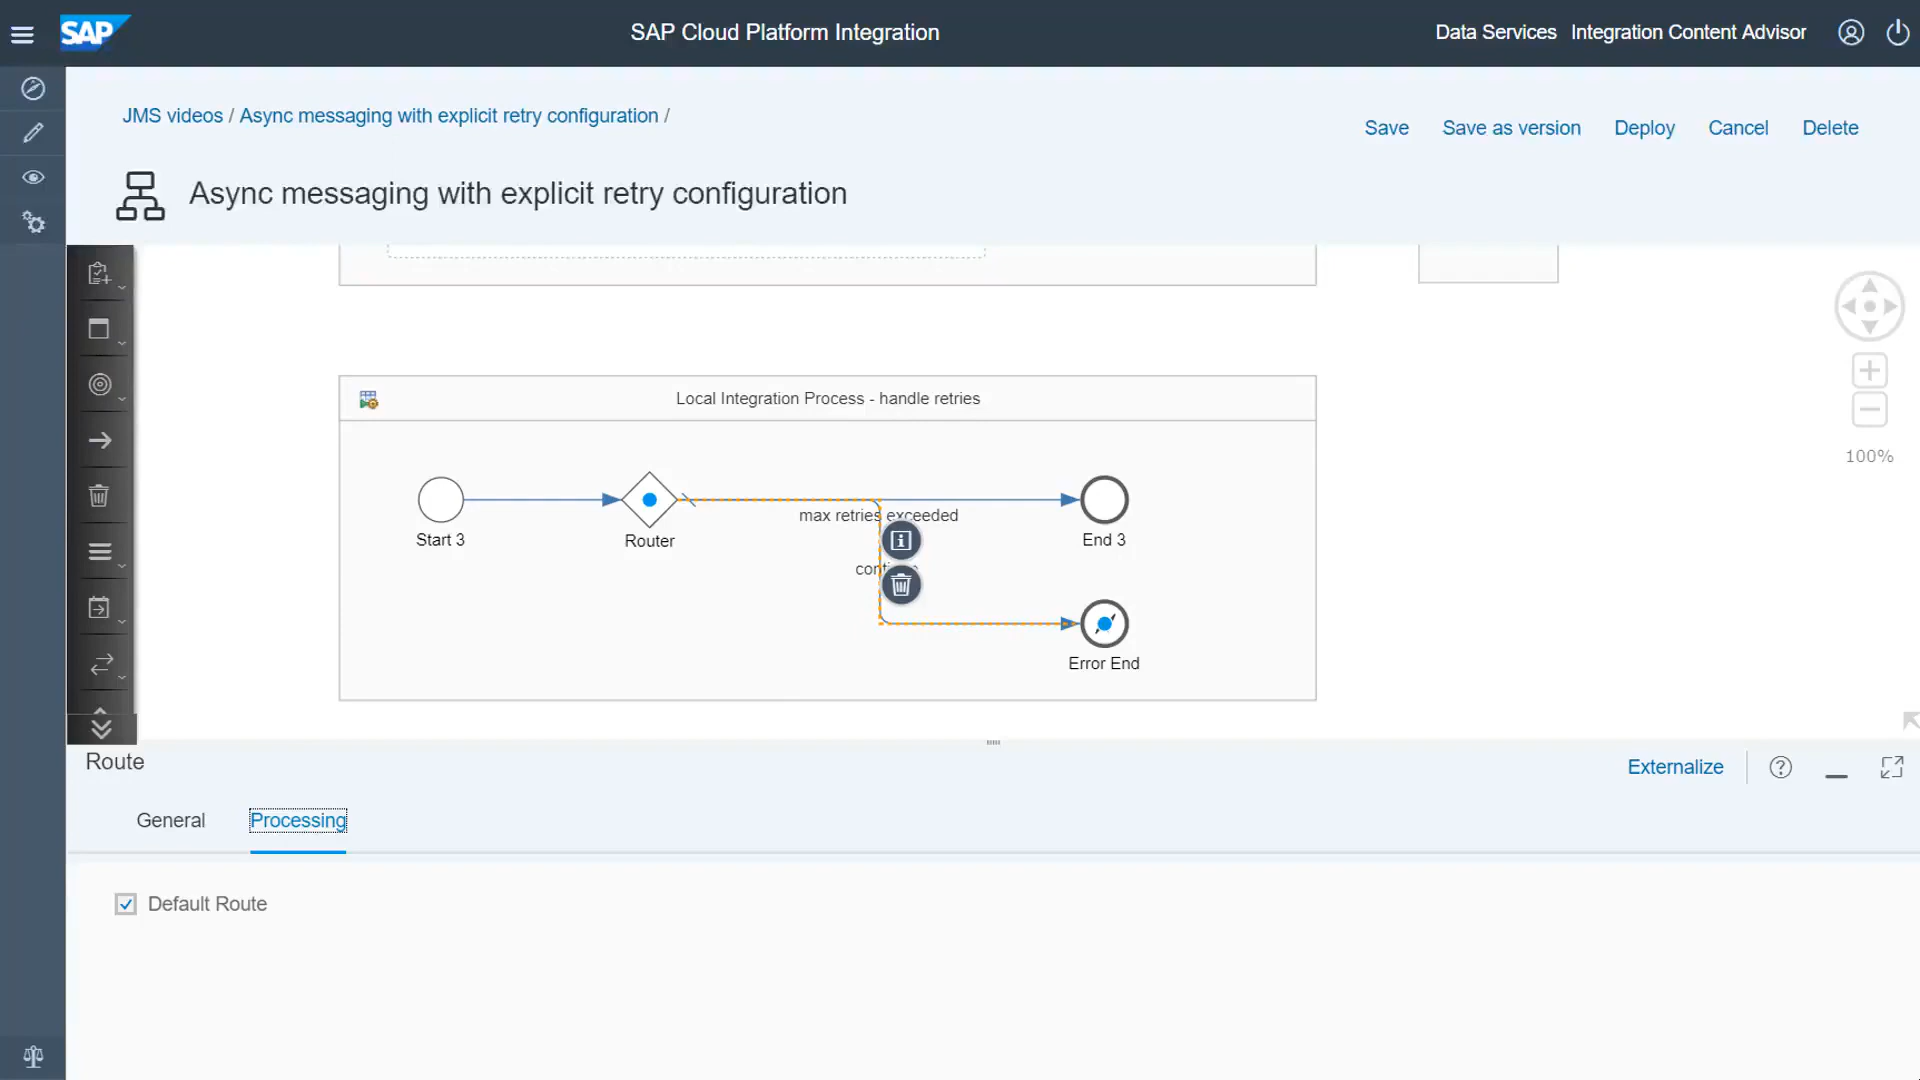 SAP
SAP Cloud Platform Integration
Data Services
Integration Content Advisor
JMS videos / Async messaging with explicit retry configuration /
Save
Save as version
Deploy
Cancel
Delete
Async messaging with explicit retry configuration
100%
Local Integration Process - handle retries
max retries exceeded
Start 3
Router
End 3
Error End
Route
Externalize
General
Processing
Default Route